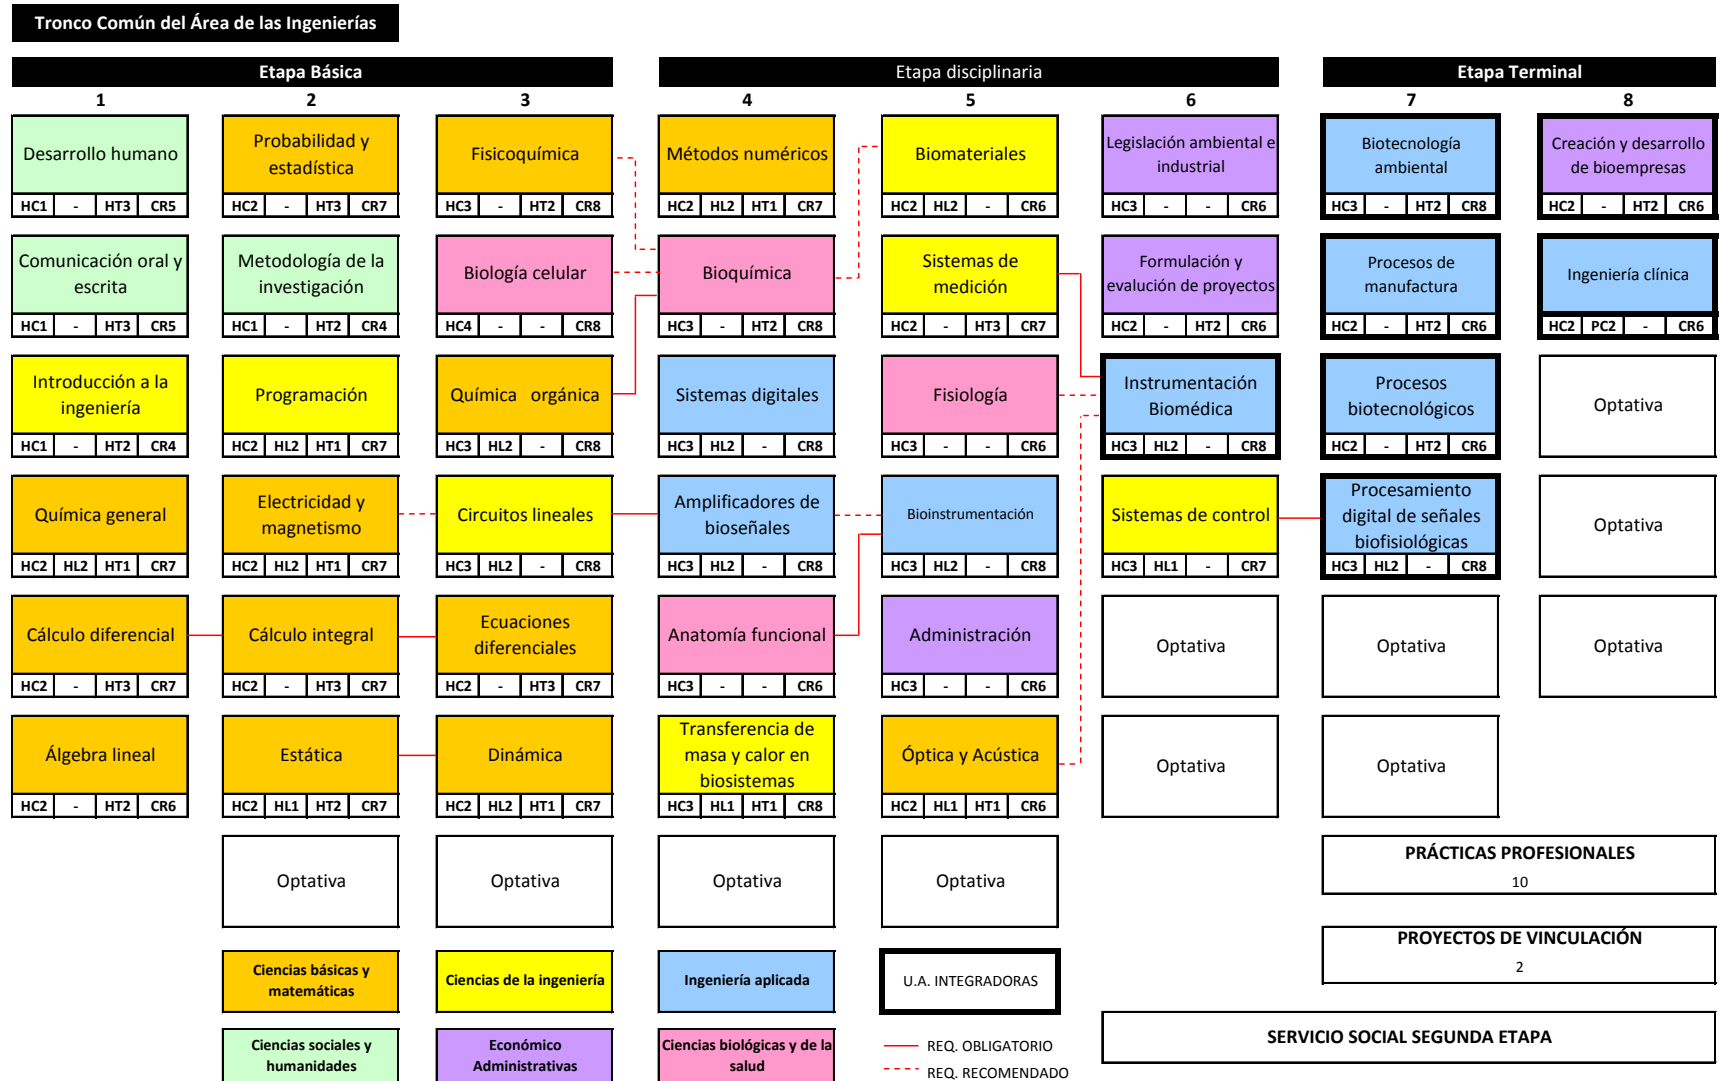 Tronco Común del Área de las Ingenierías
Etapa Básica
Etapa disciplinaria
Etapa Terminal
1
2
3
4
5
6
7
8
Desarrollo humano
HC1 - HT3 CR5
Probabilidad y
estadística
HC2 - HT3 CR7
Fisicoquímica
HC3 - HT2 CR8
Métodos numéricos
HC2 HL2 HT1 CR7
Biomateriales
HC2 HL2 - CR6
Legislación ambiental e
industrial
HC3 - - CR6
Biotecnología
ambiental
HC3 - HT2 CR8
Creación y desarrollo
de bioempresas
HC2 - HT2 CR6
Comunicación oral y
escrita
HC1 - HT3 CR5
Metodología de la
investigación
HC1 - HT2 CR4
Biología celular
HC4 - - CR8
Bioquímica
HC3 - HT2 CR8
Sistemas de
medición
HC2 - HT3 CR7
Formulación y
evalución de proyectos
HC2 - HT2 CR6
Procesos de
manufactura
HC2 - HT2 CR6
Ingeniería clínica
HC2 PC2 - CR6
Introducción a la
ingeniería
HC1 - HT2 CR4
Programación
HC2 HL2 HT1 CR7
Química orgánica
HC3 HL2 - CR8
Sistemas digitales
HC3 HL2 - CR8
Fisiología
HC3 - - CR6
Instrumentación
Biomédica
HC3 HL2 - CR8
Procesos
biotecnológicos
HC2 - HT2 CR6
Optativa
Química general
HC2 HL2 HT1 CR7
Electricidad y
magnetismo
HC2 HL2 HT1 CR7
Circuitos lineales
HC3 HL2 - CR8
Amplificadores de
bioseñales
HC3 HL2 - CR8
Bioinstrumentación
HC3 HL2 - CR8
Sistemas de control
HC3 HL1 - CR7
Procesamiento
digital de señales
biofisiológicas
HC3 HL2 - CR8
Optativa
Cálculo diferencial
HC2 - HT3 CR7
Cálculo integral
HC2 - HT3 CR7
Ecuaciones
diferenciales
HC2 - HT3 CR7
Anatomía funcional
HC3 - - CR6
Administración
HC3 - - CR6
Optativa
Optativa
Optativa
Álgebra lineal
HC2 - HT2 CR6
Estática
HC2 HL1 HT2 CR7
Dinámica
HC2 HL2 HT1 CR7
Transferencia de
masa y calor en
biosistemas
HC3 HL1 HT1 CR8
Óptica y Acústica
HC2 HL1 HT1 CR6
Optativa
Optativa
Optativa
Optativa
Optativa
Optativa
PRÁCTICAS PROFESIONALES
10
PROYECTOS DE VINCULACIÓN
2
Ciencias básicas y
matemáticas
Ciencias de la ingeniería
Ingeniería aplicada
U.A. INTEGRADORAS
Ciencias sociales y
humanidades
Económico
Administrativas
Ciencias biológicas y de la
salud
REQ. OBLIGATORIO
REQ. RECOMENDADO
SERVICIO SOCIAL SEGUNDA ETAPA